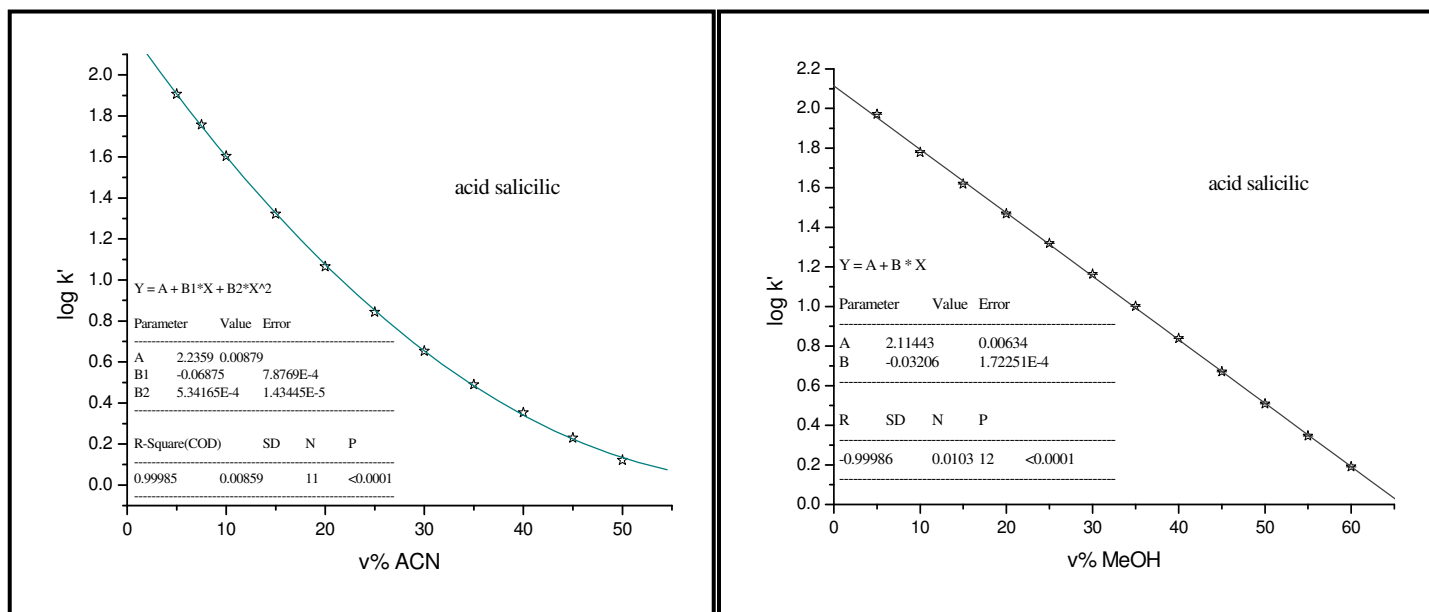 2.0
1.8
1.6
1.4
1.2
1.0
0.8
0.6
0.4
0.2
0.0
log k'
acid salicilic
Y = A + B1*X + B2*X^2
Parameter Value Error
------------------------------------------------------------
A 2.2359 0.00879
B1 -0.06875 7.8769E-4
B2 5.34165E-4 1.43445E-5
------------------------------------------------------------
R-Square(COD) SD N P
------------------------------------------------------------
0.99985 0.00859 11 <0.0001
------------------------------------------------------------
0 10 20 30 40 50
v% ACN
2.2
2.0
1.8
1.6
1.4
1.2
1.0
0.8
0.6
0.4
0.2
0.0
log k'
acid salicilic
Y = A + B * X
Parameter Value Error
------------------------------------------------------------
A 2.11443 0.00634
B -0.03206 1.72251E-4
------------------------------------------------------------
R SD N P
------------------------------------------------------------
-0.99986 0.0103 12 <0.0001
------------------------------------------------------------
0 10 20 30 40 50 60
v% MeOH